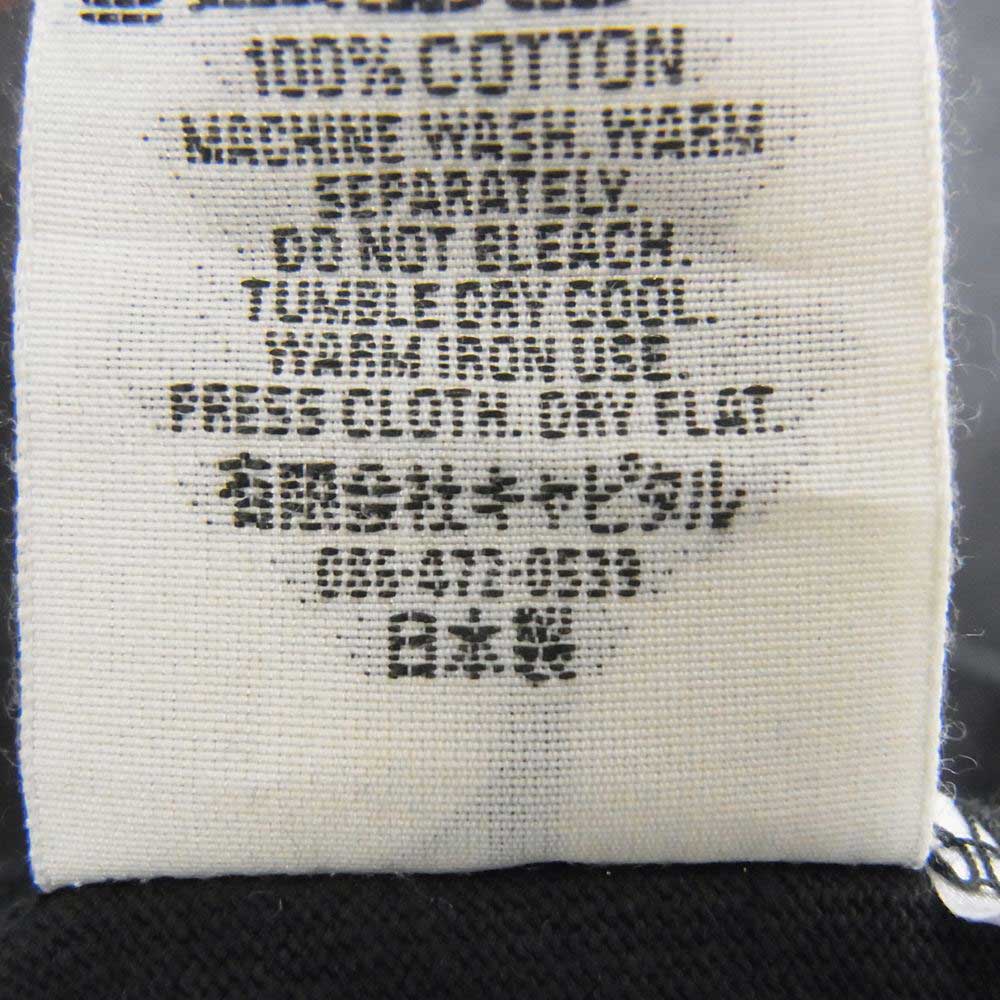 100% COTTON
MACHINE WASH. WARM
SEPARATELY.
DO NOT BLEACH.
TUMBLE DRY COOL.
WARM IRON USE.
PRESS CLOTH. DRY FLAT.
有限会社キャピタル
086-472-0539
日本製